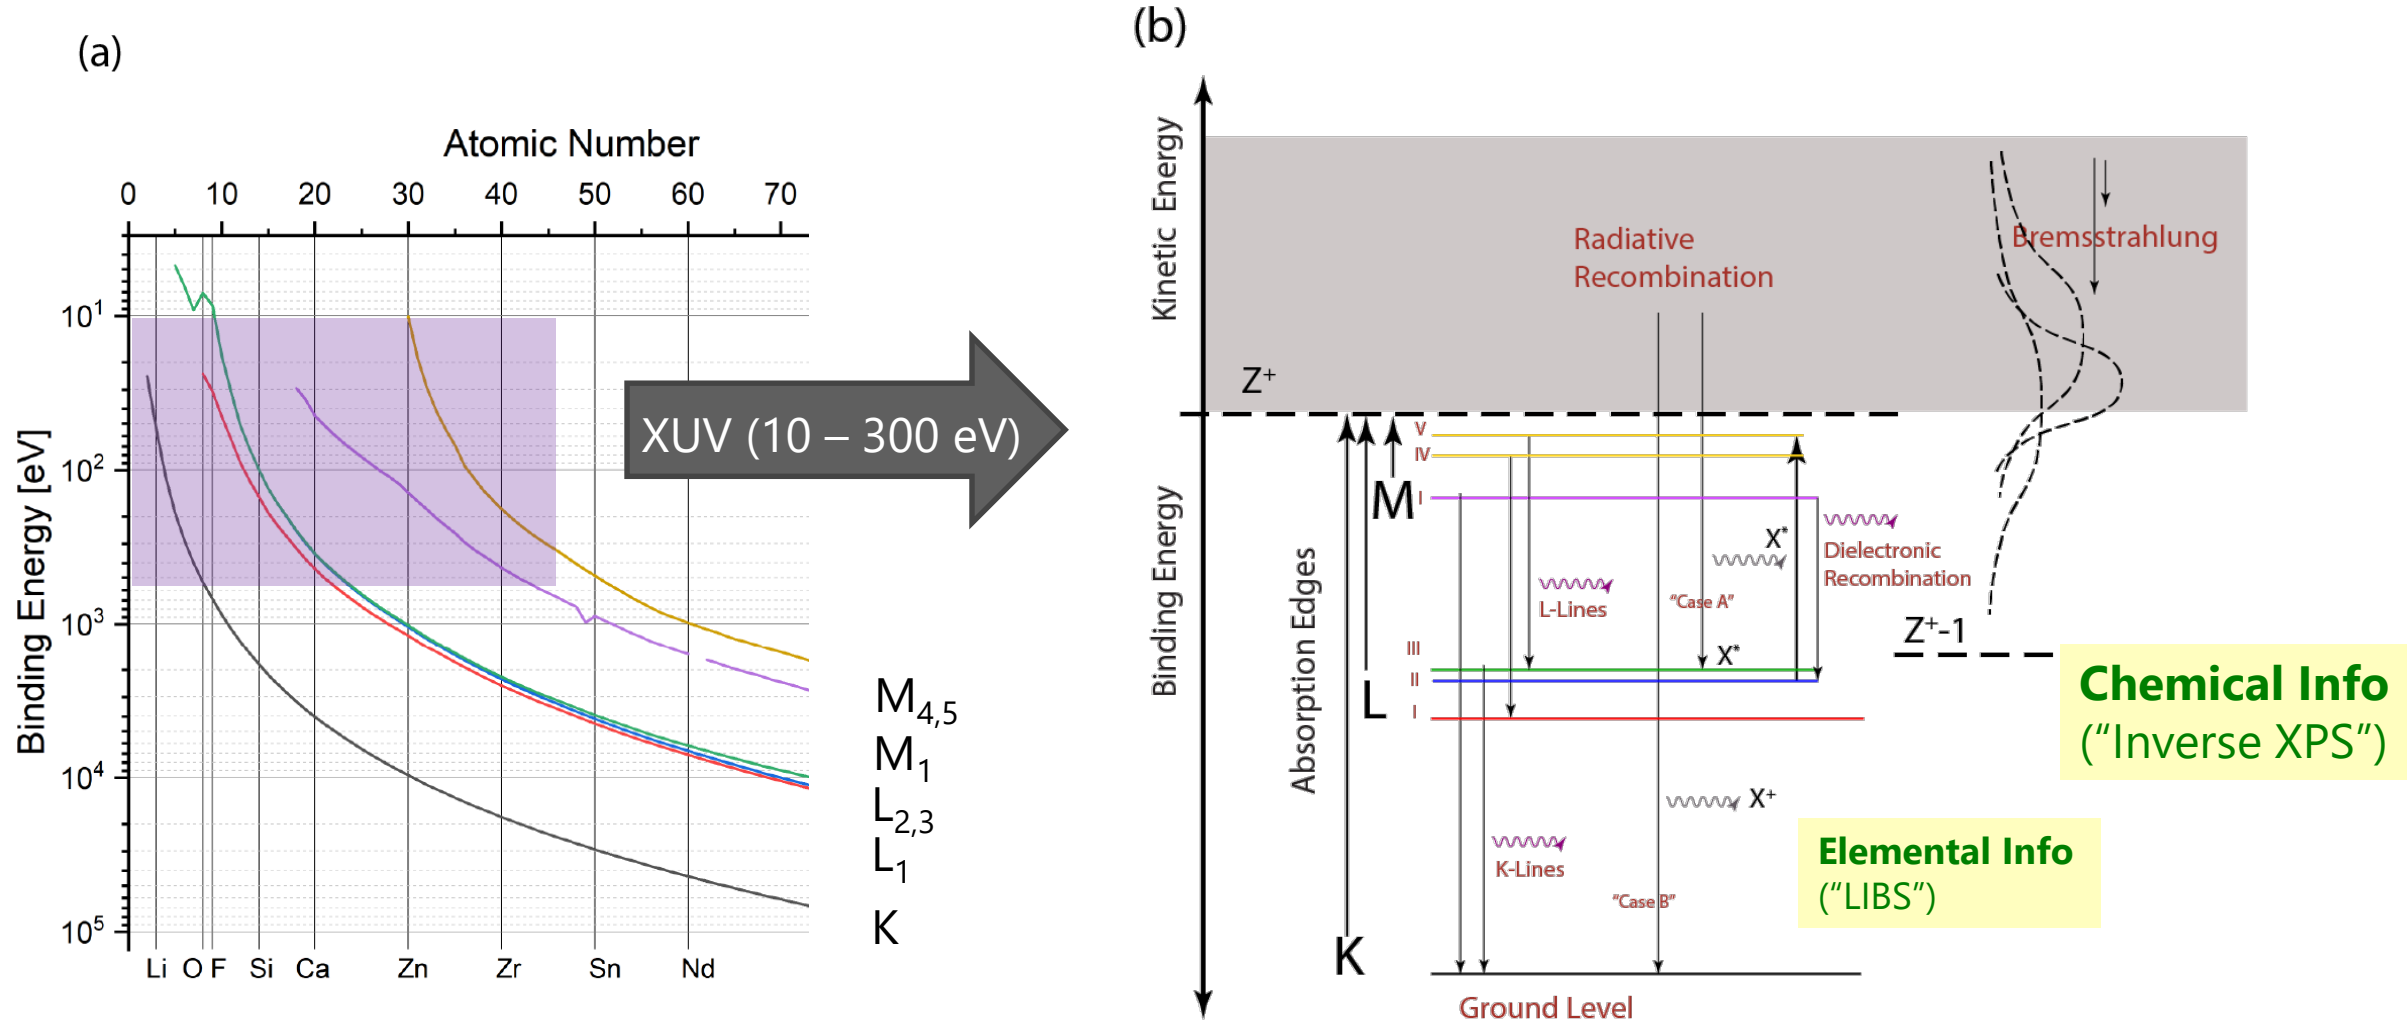 (a)
Atomic Number
0 10 20 30 40 50 60 70
Binding Energy [eV]
10¹
10²
10³
10⁴
10⁵
Li O F Si Ca Zn Zr Sn Nd
M4,5
M1
L2,3
L1
K
XUV (10 – 300 eV)
(b)
Kinetic Energy
Binding Energy
Absorption Edges
Radiative
Recombination
Bremsstrahlung
Z⁺
V
IV
M
I
X*
Dielectronic
Recombination
L-Lines
"Case A"
Z⁺-1
III
X*
II
L
I
Chemical Info
(“Inverse XPS”)
X⁺
K-Lines
"Case B"
Elemental Info
(“LIBS”)
K
Ground Level